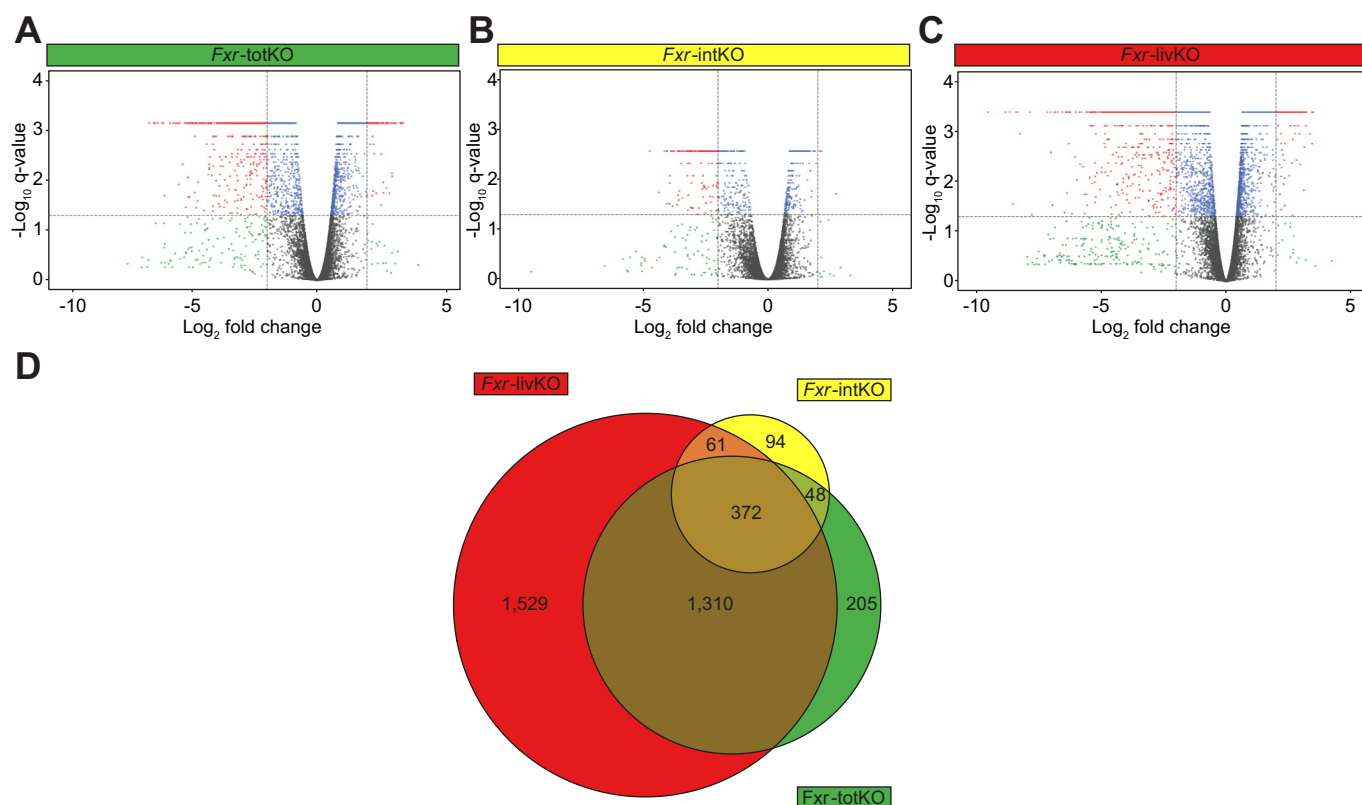 A
B
C
Fxr-totKO
Fxr-intKO
Fxr-livKO
-Log10 q-value
4
3
2
1
0
-10
-5
0
5
Log2 fold change
-Log10 q-value
4
3
2
1
0
-10
-5
0
5
Log2 fold change
-Log10 q-value
4
3
2
1
0
-10
-5
0
5
Log2 fold change
D
Fxr-livKO
Fxr-intKO
61
94
48
372
1,529
1,310
205
Fxr-totKO